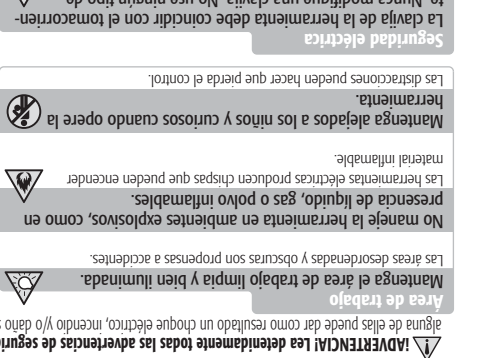 ¡ADVERTENCIA! Lea detenidamente todas las advertencias de
alguna de ellas puede dar como resultado un choque eléctrico, incendio y/o daño
Área de trabajo
Mantenga el área de trabajo limpia y bien iluminada.
Las áreas desordenadas y obscuras son propensas a accidentes.
No maneje la herramienta en ambientes explosivos, como en
presencia de líquido, gas o polvo inflamables.
Las herramientas eléctricas producen chispas que pueden encender
material inflamable.
Mantenga alejados a los niños y curiosos cuando opere la
herramienta.
Las distracciones pueden hacer que pierda el control.
Seguridad eléctrica
La clavija de la herramienta debe coincidir con el tomacorrien-
te. Nunca modifique una clavija. No use ningún tipo de